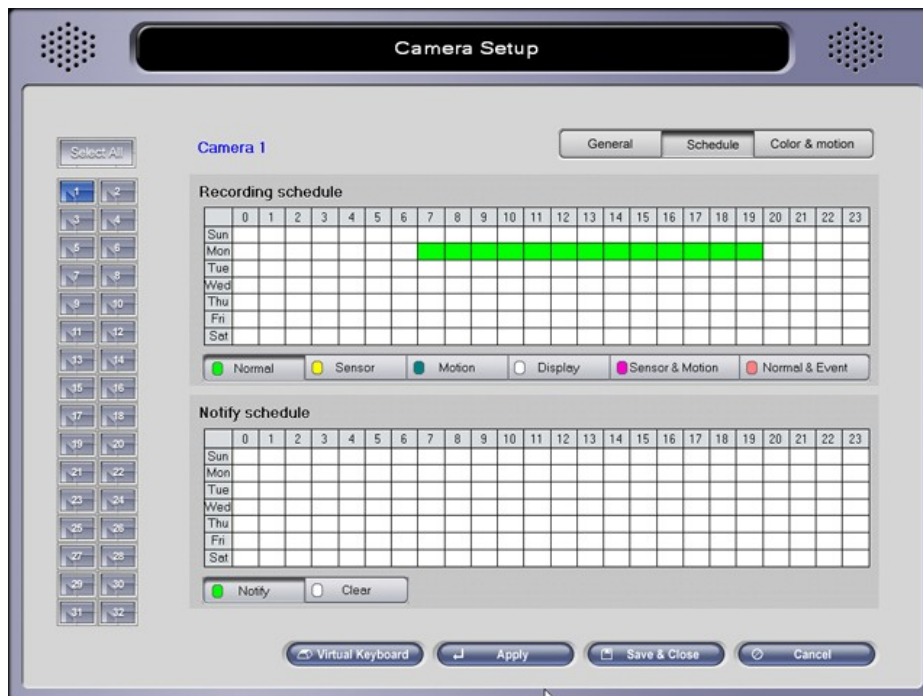 Camera Setup
Select All
Camera 1
General Schedule Color & motion
1 2
3 4
5 6
7 8
9 10
11 12
13 14
15 16
17 18
19 20
21 22
23 24
25 26
27 28
29 30
31 32
Recording schedule
0 1 2 3 4 5 6 7 8 9 10 11 12 13 14 15 16 17 18 19 20 21 22 23
Sun
Mon
Tue
Wed
Thu
Fri
Sat
Normal Sensor Motion Display Sensor & Motion Normal & Event
Notify schedule
0 1 2 3 4 5 6 7 8 9 10 11 12 13 14 15 16 17 18 19 20 21 22 23
Sun
Mon
Tue
Wed
Thu
Fri
Sat
Notify Clear
Virtual Keyboard Apply Save & Close Cancel